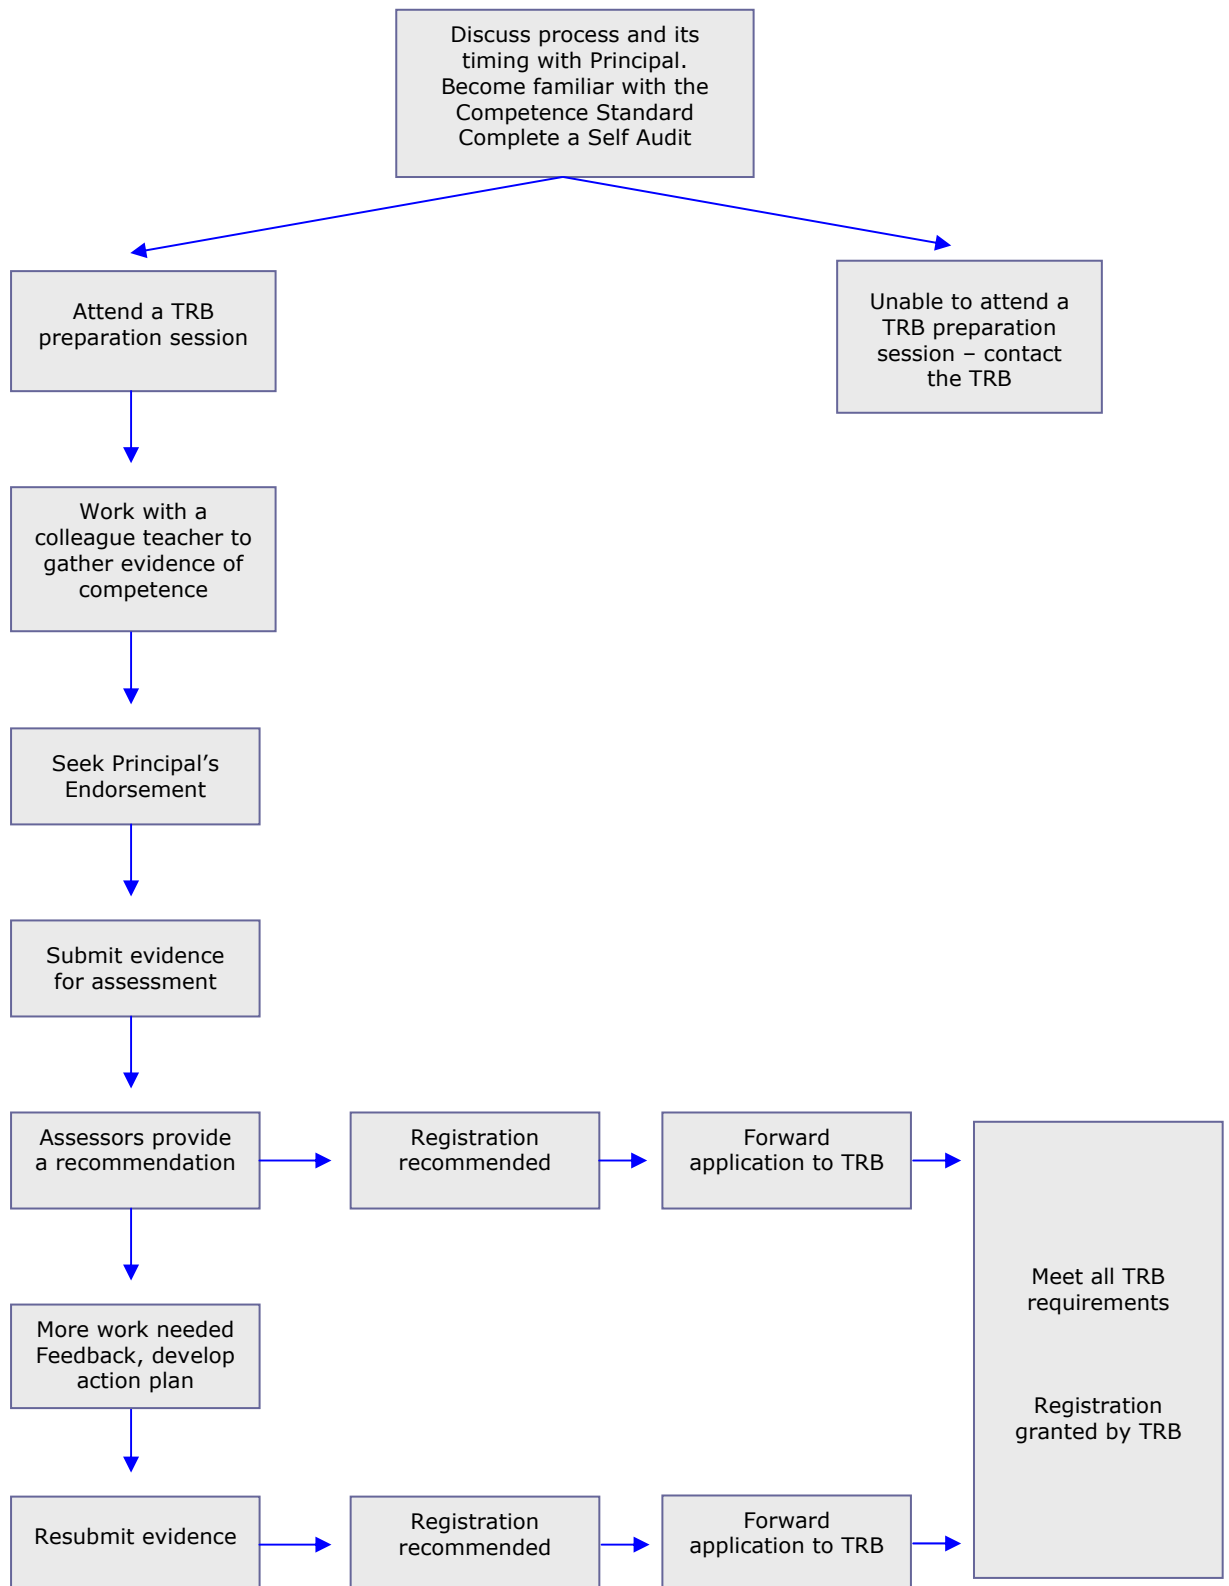 Discuss process and its
timing with Principal.
Become familiar with the
Competence Standard
Complete a Self Audit
Attend a TRB
preparation session
Unable to attend a
TRB preparation
session – contact
the TRB
Work with a
colleague teacher to
gather evidence of
competence
Seek Principal’s
Endorsement
Submit evidence
for assessment
Assessors provide
a recommendation
Registration
recommended
Forward
application to TRB
Meet all TRB
requirements
Registration
granted by TRB
More work needed
Feedback, develop
action plan
Resubmit evidence
Registration
recommended
Forward
application to TRB